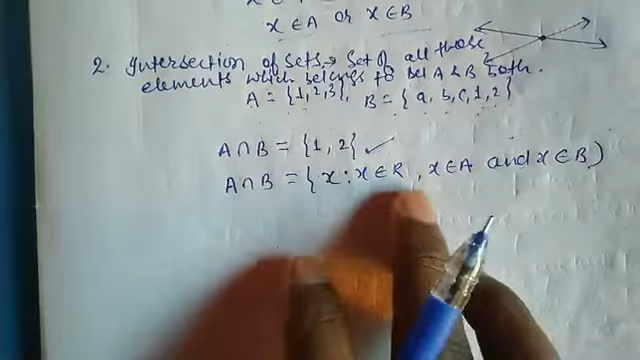 x ∈ A or x ∈ B
2. Intersection of Sets → Set of all those
elements which belongs to set A & B both.
A = {1, 2, 3}, B = {a, b, c, 1, 2}
A ∩ B = {1, 2} ✓
A ∩ B = { x : x ∈ R , x ∈ A and x ∈ B }